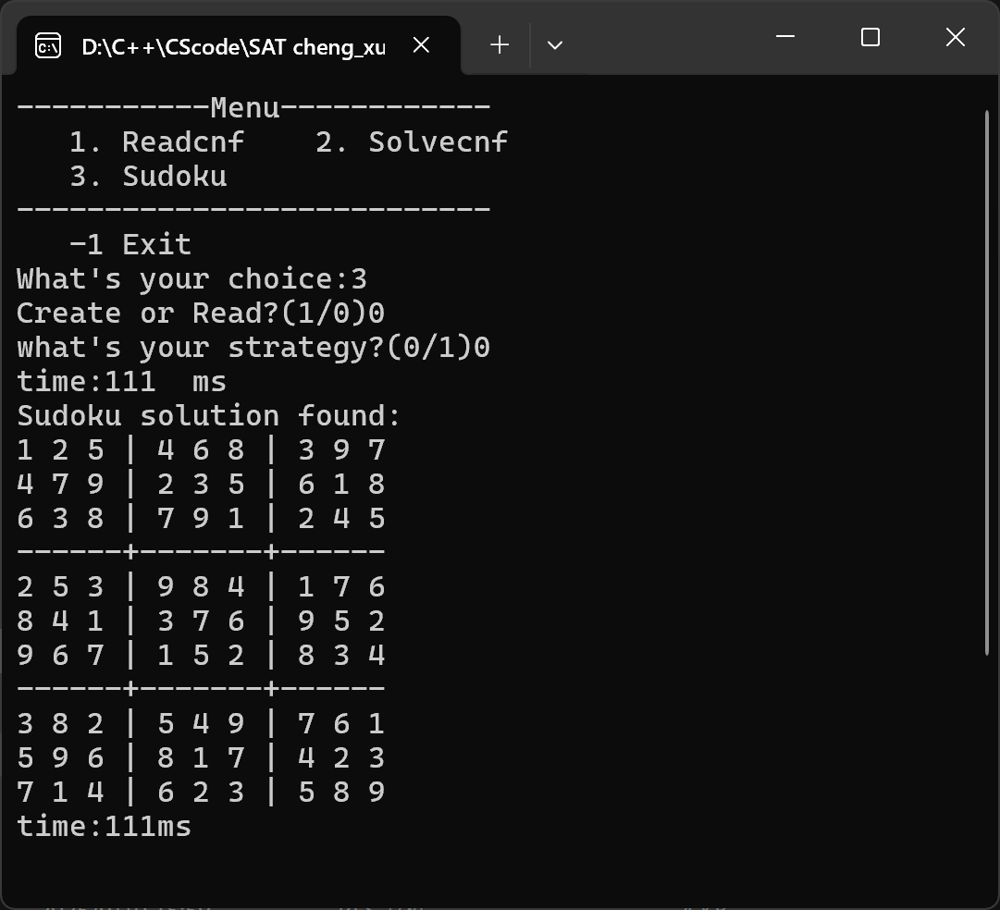 D:\C++\CScode\SAT cheng_xu
-----------Menu------------
   1. Readcnf    2. Solvecnf
   3. Sudoku
---------------------------
   -1 Exit
What's your choice:3
Create or Read?(1/0)0
what's your strategy?(0/1)0
time:111  ms
Sudoku solution found:
1 2 5 | 4 6 8 | 3 9 7
4 7 9 | 2 3 5 | 6 1 8
6 3 8 | 7 9 1 | 2 4 5
------+-------+------
2 5 3 | 9 8 4 | 1 7 6
8 4 1 | 3 7 6 | 9 5 2
9 6 7 | 1 5 2 | 8 3 4
------+-------+------
3 8 2 | 5 4 9 | 7 6 1
5 9 6 | 8 1 7 | 4 2 3
7 1 4 | 6 2 3 | 5 8 9
time:111ms